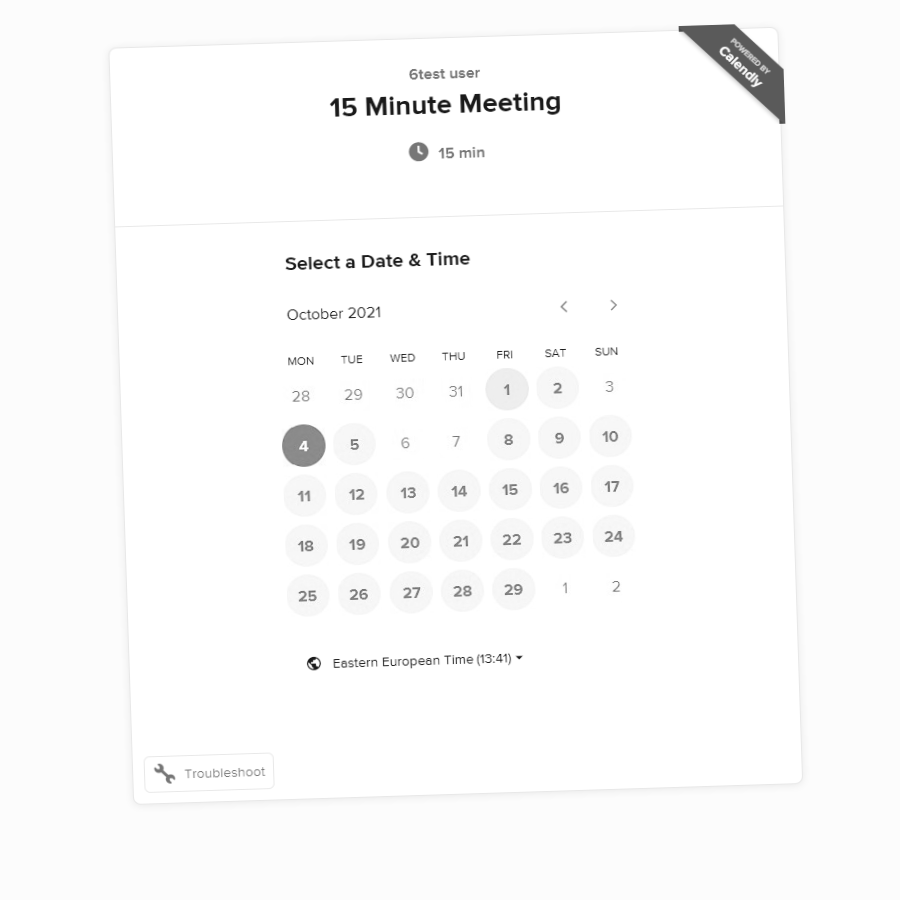 6test user
15 Minute Meeting
15 min
POWERED BY
Calendly
Select a Date & Time
October 2021
MON TUE WED THU FRI SAT SUN
28 29 30 31 1 2 3
4 5 6 7 8 9 10
11 12 13 14 15 16 17
18 19 20 21 22 23 24
25 26 27 28 29 1 2
Eastern European Time (13:41)
Troubleshoot